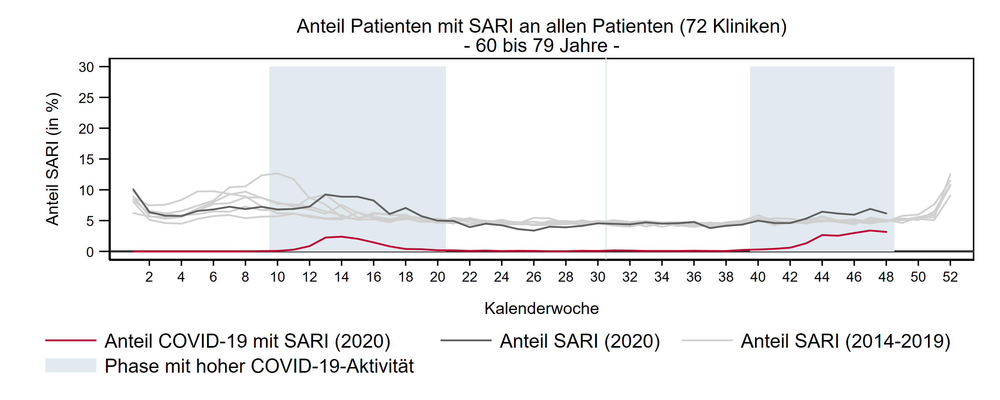 Anteil Patienten mit SARI an allen Patienten (72 Kliniken)
- 60 bis 79 Jahre -
Anteil SARI (in %)
30
25
20
15
10
5
0
2 4 6 8 10 12 14 16 18 20 22 24 26 28 30 32 34 36 38 40 42 44 46 48 50 52
Kalenderwoche
Anteil COVID-19 mit SARI (2020) Anteil SARI (2020) Anteil SARI (2014-2019)
Phase mit hoher COVID-19-Aktivität